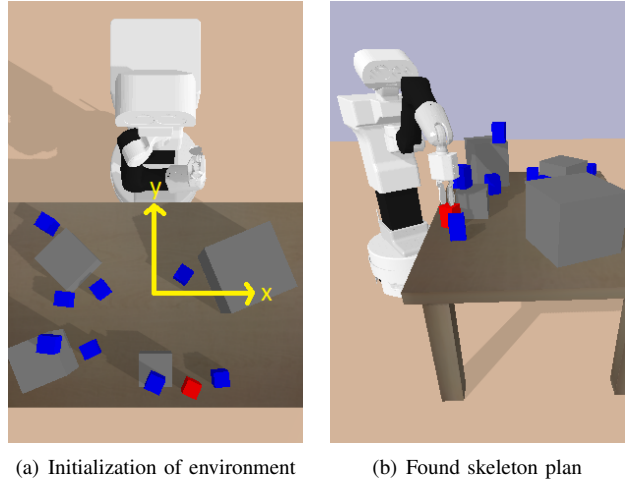 y
x
(a) Initialization of environment
(b) Found skeleton plan